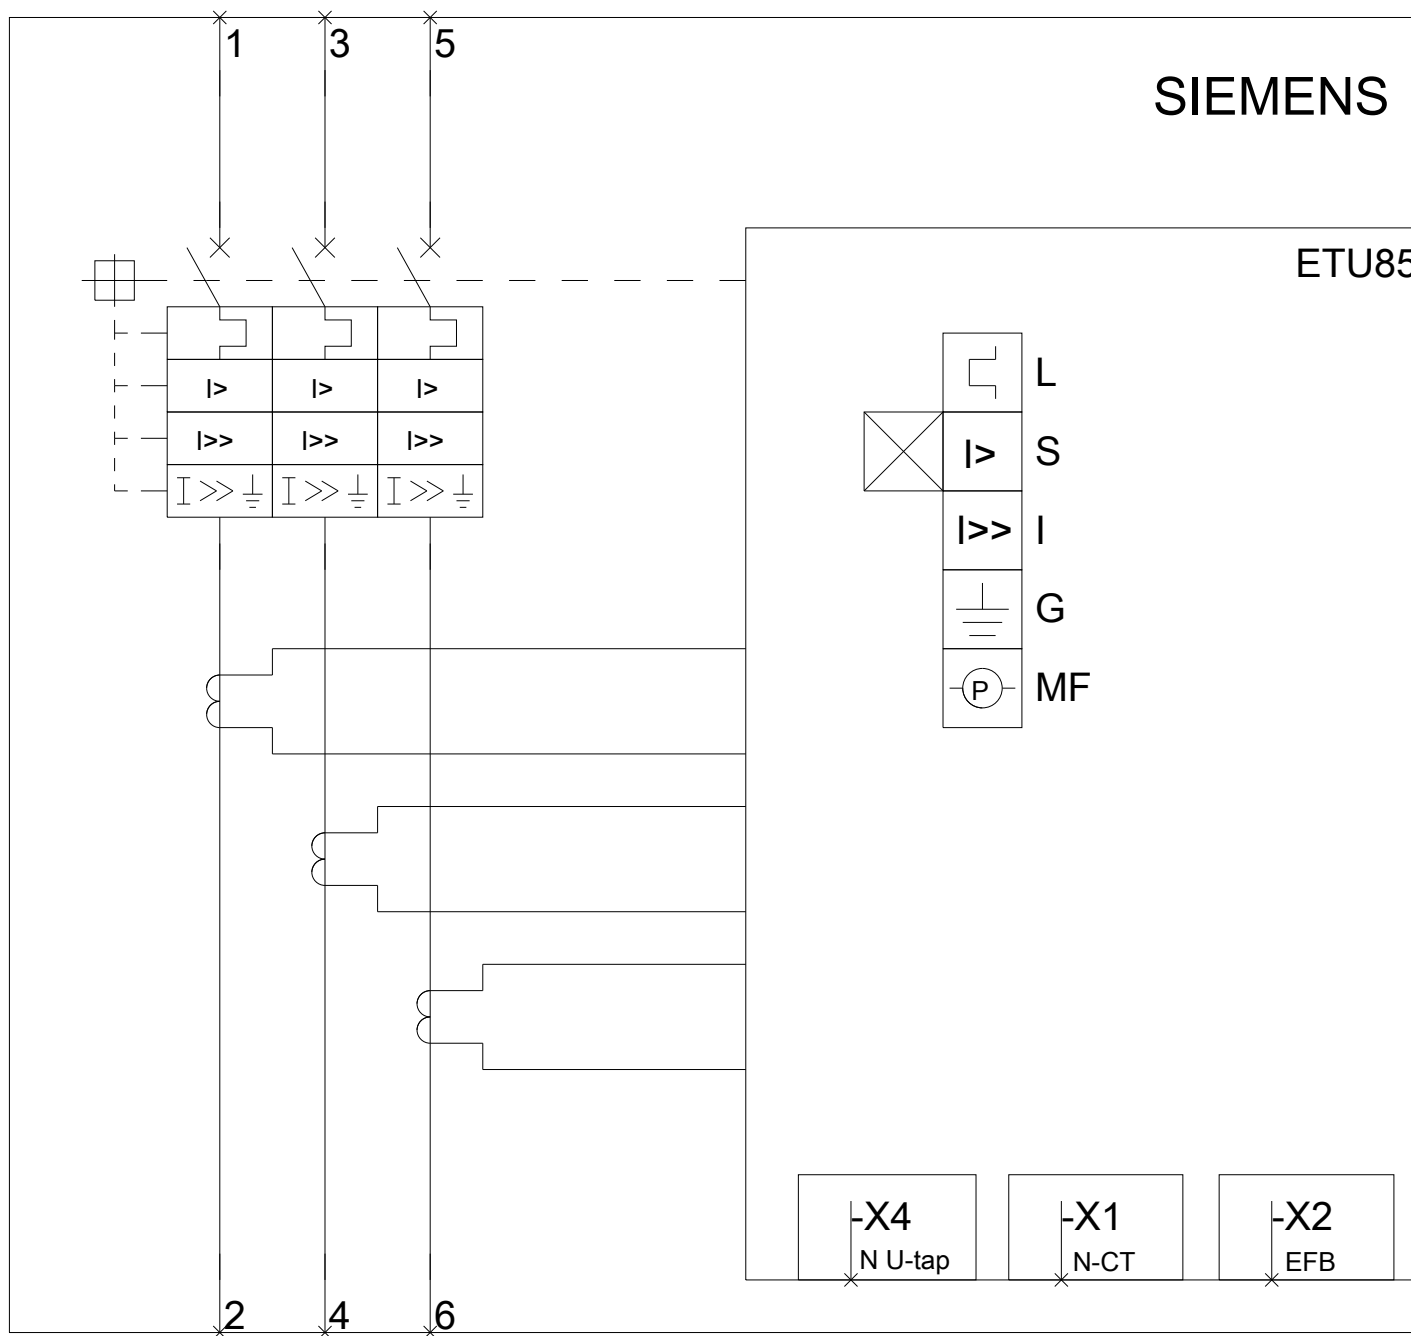 1 3 5
SIEMENS
ETU85
I> I> I>
I>> I>> I>>
I >> I >> I >>
L
I> S
I>> I
G
P MF
-X4 -X1 -X2
N U-tap N-CT EFB
2 4 6